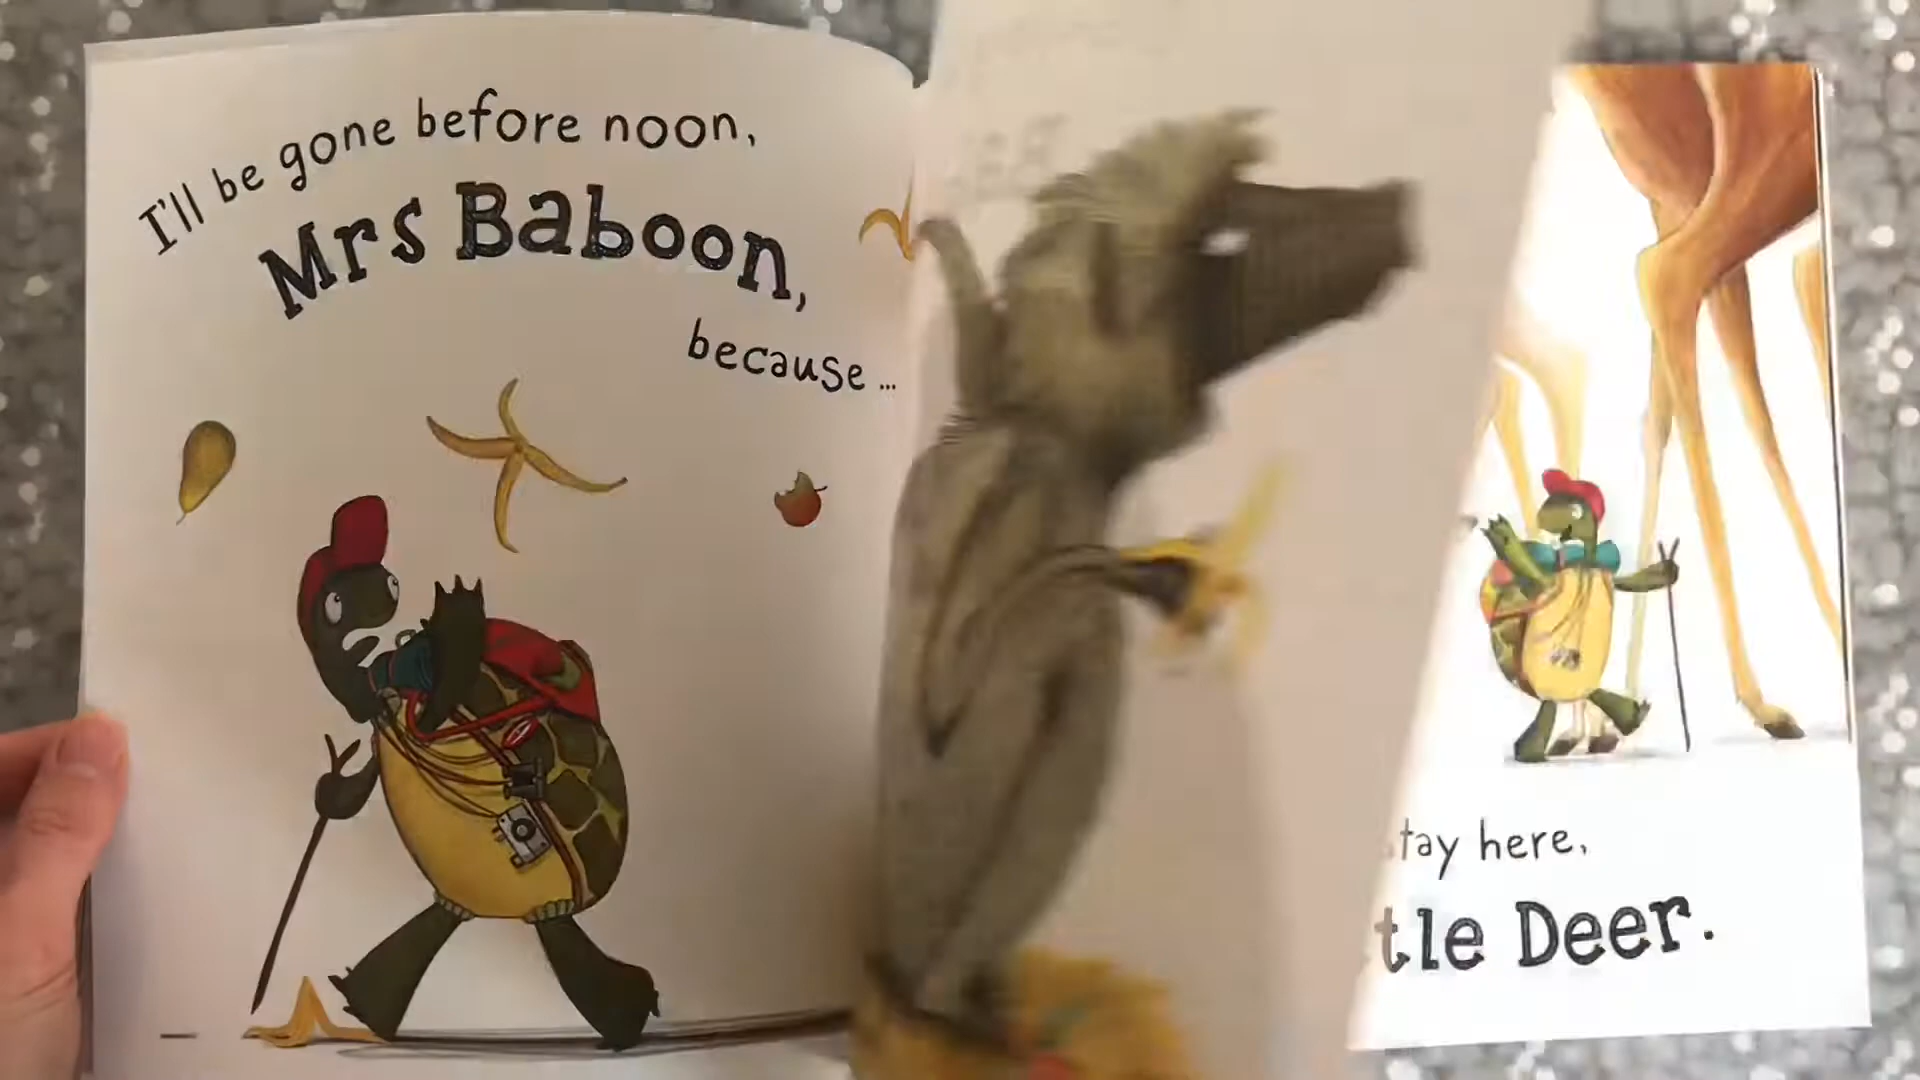 I'll be gone before noon,
Mrs Baboon,
because ...
tay here,
tle Deer.